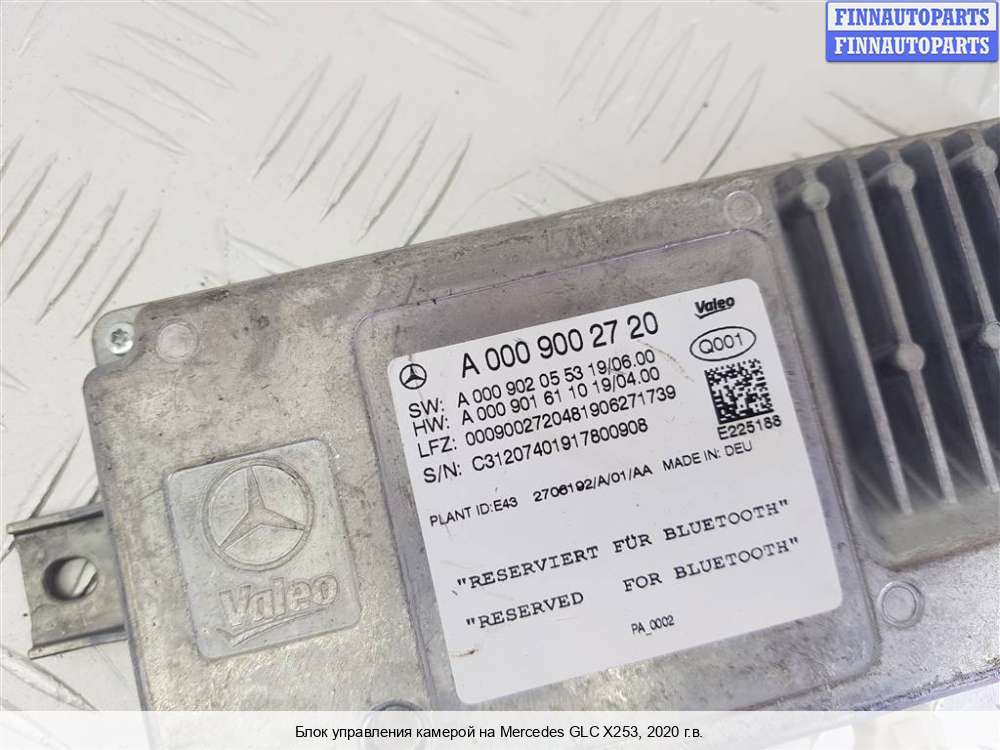 FINNAUTOPARTS
FINNAUTOPARTS
Valeo
A 000 900 27 20
Q001
SW: A 000 902 05 53 19/06.00
HW: A 000 901 61 10 19/04.00
LFZ: 0009002720481906271739
S/N: C31207401917800908
E225188
PLANT ID:E43 2706192/A/01/AA MADE IN: DEU
"RESERVIERT FÜR BLUETOOTH"
"RESERVED FOR BLUETOOTH"
PA_0002
Valeo
Блок управления камерой на Mercedes GLC X253, 2020 г.в.